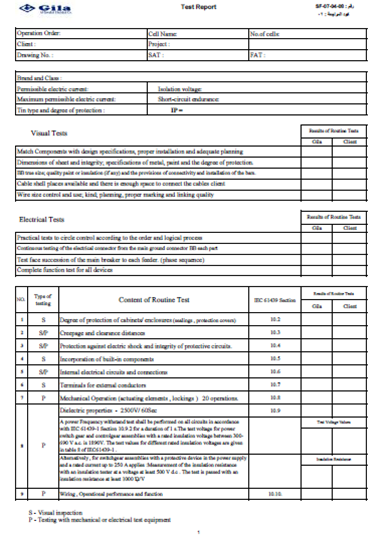 Gila
Test Report
SF-07-04-00 : رقم
Operation Order:
Cell Name:
No.of cells:
Client :
Project :
Drawing No. :
SAT :
FAT :
Brand and Class :
Permissible electric current:
Isolation voltage:
Maximum permissible electric current:
Short-circuit endurance:
Tin type and degree of protection :
IP =
Visual Tests
Results of Routine Tests
Gila
Client
Match Components with design specifications, proper installation and adequate planning
Dimensions of sheet and integrity, specifications of metal, paint and the degree of protection.
BB true size, quality paint or insulation (if any) and the provisions of connectivity and installation of the bars.
Cable shelf places available and there is enough space to connect the cables client
Wire size control and use, kind, planning, proper marking and linking quality
Electrical Tests
Results of Routine Tests
Gila
Client
Practical tests to circle control according to the order and logical process
Continuous testing of the electrical connector from the main ground connector BB each part
Test face succession of the main breaker to each feeder (phase sequence)
Complete function test for all devices
NO.
Type of testing
Content of Routine Test
IEC 61439 Section
Results of Routine Tests
Gila
Client
1
S
Degree of protection of cabinets/ enclosures (sealings , protection covers)
10.2
2
S/P
Creepage and clearance distances
10.3
3
S/P
Protection against electric shock and integrity of protective circuits.
10.4
4
S
Incorporation of built-in components
10.5
5
S/P
Internal electrical circuits and connections
10.6
6
S
Terminals for external conductors
10.7
7
P
Mechanical Operation (actuating elements , lockings ) 20 operations.
10.8
8
P
Dielectric properties - 2500V/ 60Sec
10.9
A power Frequency withstand test shall be performed on all circuits in accordance
with IEC 61439-1 Section 10.9.2 for a duration of 1 s.The test voltage for power
switch gear and controlgear assemblies with a rated insulation voltage between 300-
690 V a.c. is 1890V. The test values for different rated insulation voltages are given
in table 8 of IEC61439-1.
Test Voltage Values
Alternatively , for switchgear assemblies with a protective device in the power supply
and a rated current up to 250 A applies: Measurement of the insulation resistance
with an insulation meter at a voltage at least 500 V d.c . The test is passed with an
insulation resistance at least 1000 Ω/V
Insulation Resistance
9
P
Wiring , Operational performance and function
10.10.
S - Visual inspection
P - Testing with mechanical or electrical test equipment